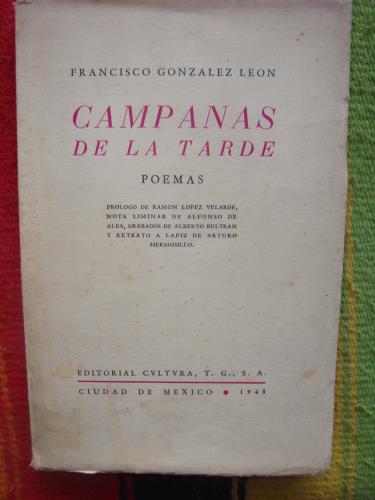 FRANCISCO GONZALEZ LEON
CAMPANAS
DE LA TARDE
POEMAS
PROLOGO DE RAMON LOPEZ VELARDE,
NOTA LIMINAR DE ALFONSO DE
ALBA, GRABADOS DE ALBERTO BELTRAN
Y RETRATO A LAPIZ DE ARTURO
HERMOSILLO.
EDITORIAL CVLTVRA, T. G., S. A.
CIUDAD DE MEXICO • 1948